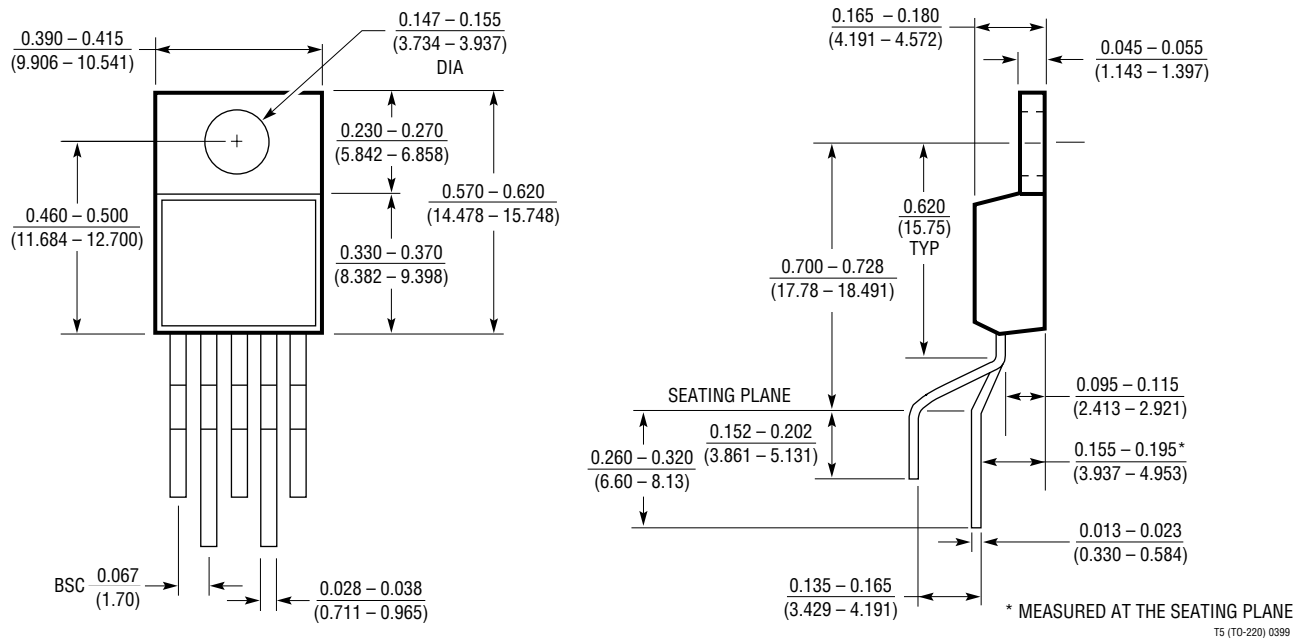 0.390 – 0.415
(9.906 – 10.541)
0.147 – 0.155
(3.734 – 3.937)
DIA
0.230 – 0.270
(5.842 – 6.858)
0.570 – 0.620
(14.478 – 15.748)
0.460 – 0.500
(11.684 – 12.700)
0.330 – 0.370
(8.382 – 9.398)
BSC
0.067
(1.70)
0.028 – 0.038
(0.711 – 0.965)
0.165 – 0.180
(4.191 – 4.572)
0.045 – 0.055
(1.143 – 1.397)
0.620
(15.75)
TYP
0.700 – 0.728
(17.78 – 18.491)
SEATING PLANE
0.152 – 0.202
(3.861 – 5.131)
0.260 – 0.320
(6.60 – 8.13)
0.095 – 0.115
(2.413 – 2.921)
0.155 – 0.195*
(3.937 – 4.953)
0.013 – 0.023
(0.330 – 0.584)
0.135 – 0.165
(3.429 – 4.191)
* MEASURED AT THE SEATING PLANE
T5 (TO-220) 0399